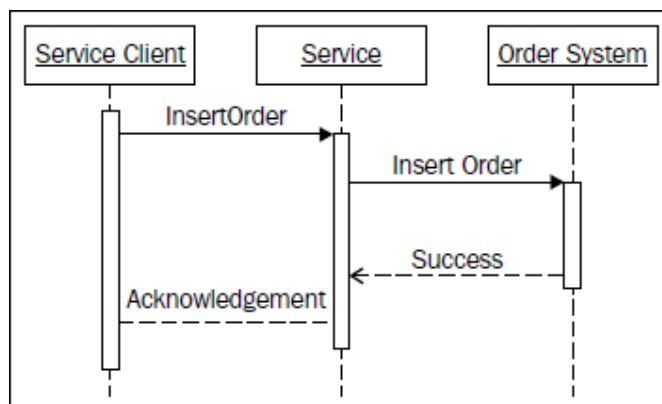 Service Client
Service
Order System
InsertOrder
Insert Order
Success
Acknowledgement